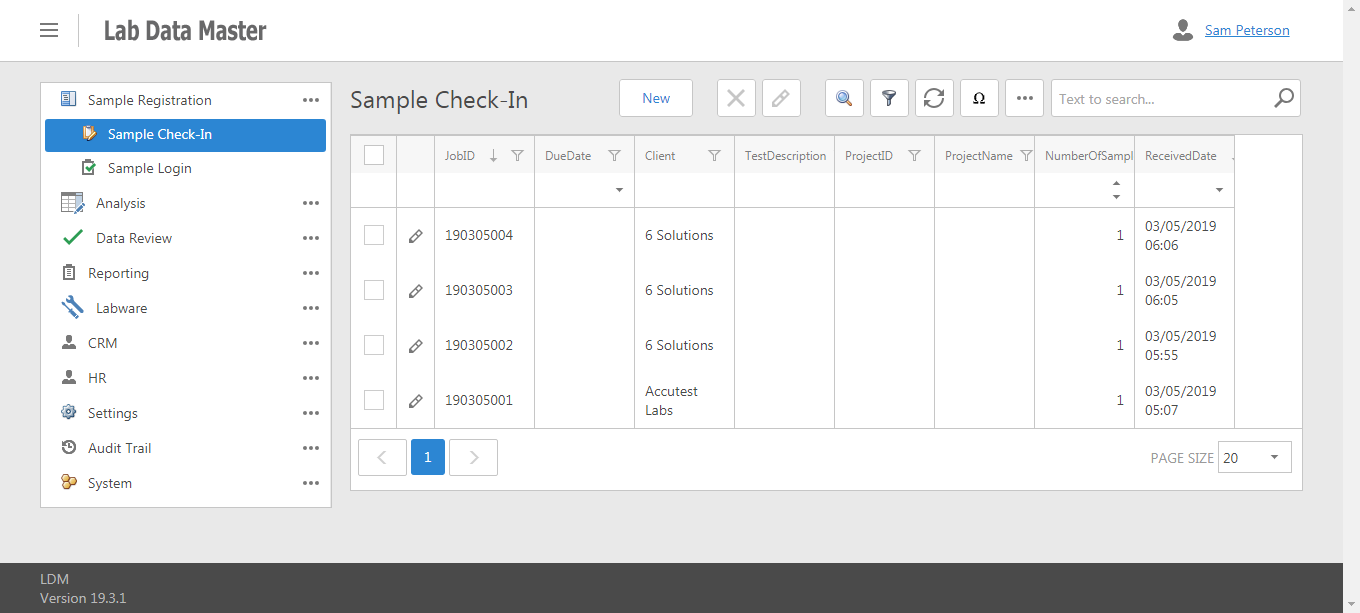 Lab Data Master
Sam Peterson
Sample Registration
Sample Check-In
Sample Login
Analysis
Data Review
Reporting
Labware
CRM
HR
Settings
Audit Trail
System
Sample Check-In
New
Ω
Text to search...
JobID DueDate Client TestDescription ProjectID ProjectName NumberOfSampl ReceivedDate
190305004 6 Solutions 1 03/05/2019
06:06
190305003 6 Solutions 1 03/05/2019
06:05
190305002 6 Solutions 1 03/05/2019
05:55
190305001 Accutest
Labs 1 03/05/2019
05:07
1
PAGE SIZE 20
LDM
Version 19.3.1